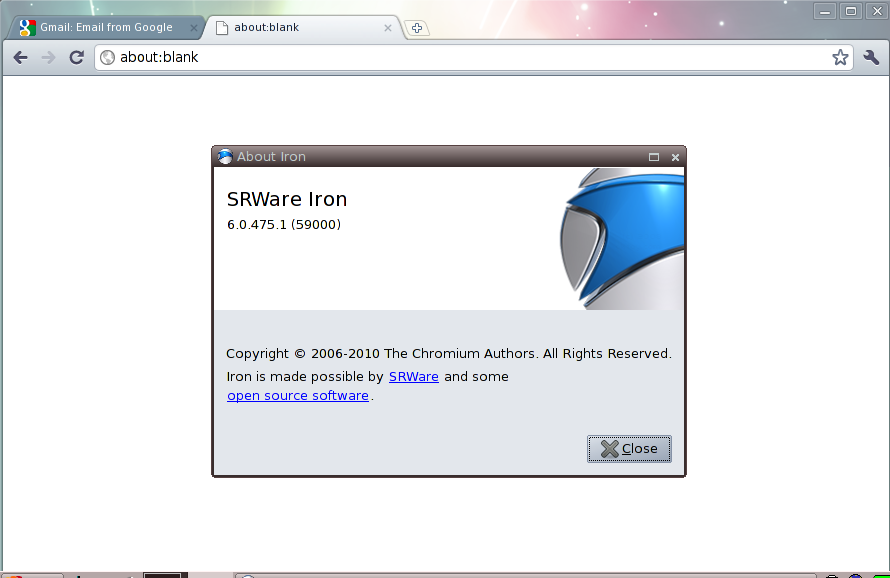 Gmail: Email from Google
about:blank
about:blank
About Iron
SRWare Iron
6.0.475.1 (59000)
Copyright © 2006-2010 The Chromium Authors. All Rights Reserved.
Iron is made possible by SRWare and some
open source software.
Close